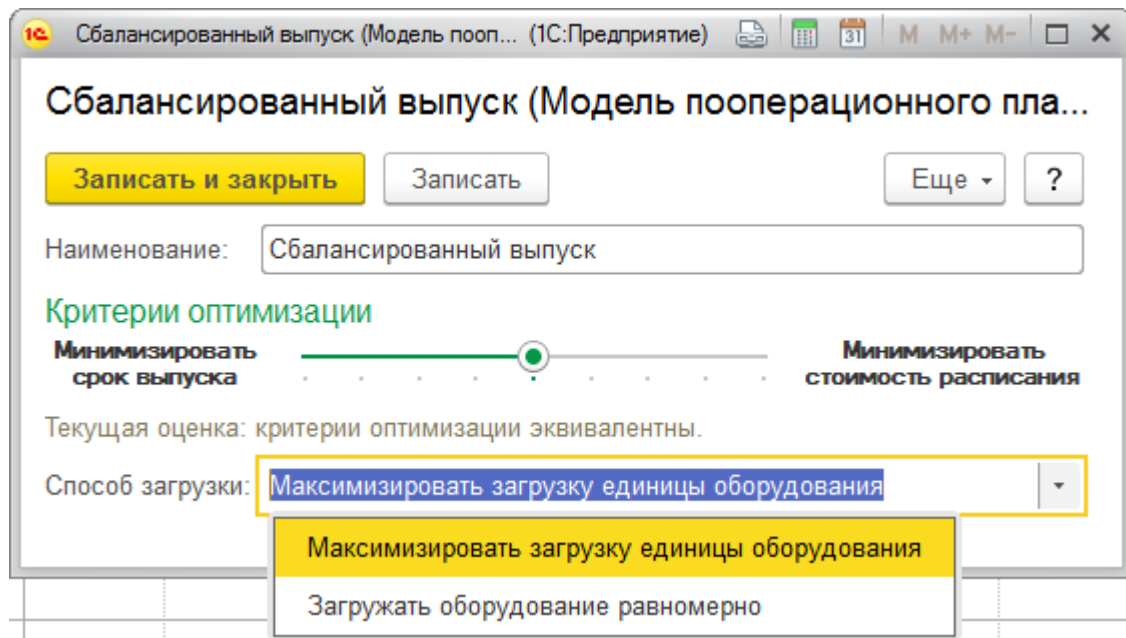 1С Сбалансированный выпуск (Модель пооп... (1С:Предприятие) 31 M M+ M-
Сбалансированный выпуск (Модель пооперационного пла...
Записать и закрыть Записать Еще ?
Наименование: Сбалансированный выпуск
Критерии оптимизации
Минимизировать срок выпуска Минимизировать стоимость расписания
Текущая оценка: критерии оптимизации эквивалентны.
Способ загрузки: Максимизировать загрузку единицы оборудования
Максимизировать загрузку единицы оборудования
Загружать оборудование равномерно